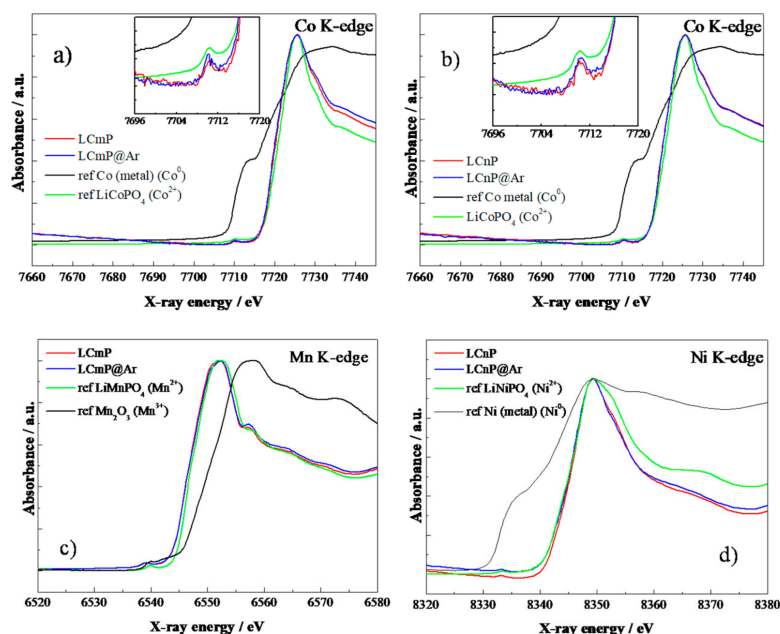 Co K-edge
a)
7696 7704 7712 7720
LCmP
LCmP@Ar
ref Co (metal) (Co⁰)
ref LiCoPO₄ (Co²⁺)
Absorbance / a.u.
7660 7670 7680 7690 7700 7710 7720 7730 7740
X-ray energy / eV
Co K-edge
b)
7696 7704 7712 7720
LCnP
LCnP@Ar
ref Co metal (Co⁰)
LiCoPO₄ (Co²⁺)
Absorbance / a.u.
7660 7670 7680 7690 7700 7710 7720 7730 7740
X-ray energy / eV
LCmP
LCmP@Ar
ref LiMnPO₄ (Mn²⁺)
ref Mn₂O₃ (Mn³⁺)
Mn K-edge
c)
Absorbance / a.u.
6520 6530 6540 6550 6560 6570 6580
X-ray energy / eV
LCnP
LCnP@Ar
ref LiNiPO₄ (Ni²⁺)
ref Ni (metal) (Ni⁰)
Ni K-edge
d)
Absorbance / a.u.
8320 8330 8340 8350 8360 8370 8380
X-ray energy / eV